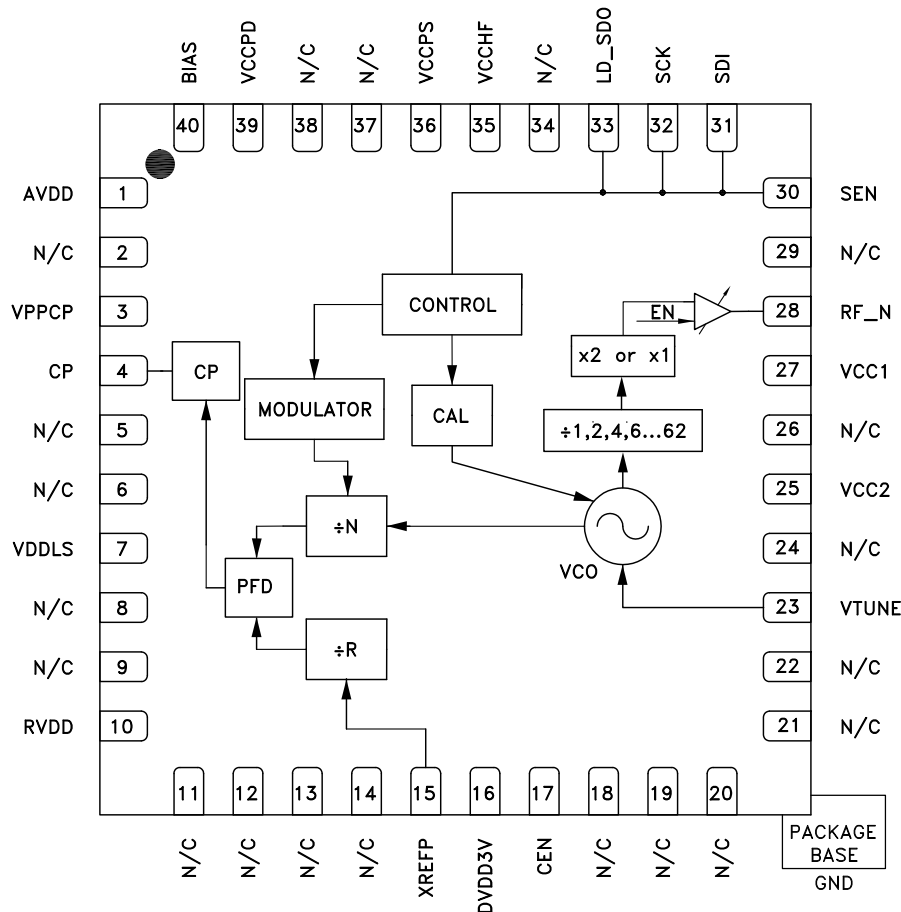 BIAS
VCCPD
N/C
N/C
VCCPS
VCCHF
N/C
LD_SDO
SCK
SDI
40
39
38
37
36
35
34
33
32
31
AVDD 1
30 SEN
N/C 2
29 N/C
VPPCP 3
28 RF_N
CP 4
27 VCC1
N/C 5
26 N/C
N/C 6
25 VCC2
VDDLS 7
24 N/C
N/C 8
23 VTUNE
N/C 9
22 N/C
RVDD 10
21 N/C
CONTROL
EN
x2 or x1
CP
MODULATOR
CAL
÷1,2,4,6...62
÷N
VCO
PFD
÷R
11
12
13
14
15
16
17
18
19
20
N/C
N/C
N/C
N/C
XREFP
DVDD3V
CEN
N/C
N/C
N/C
PACKAGE
BASE
GND